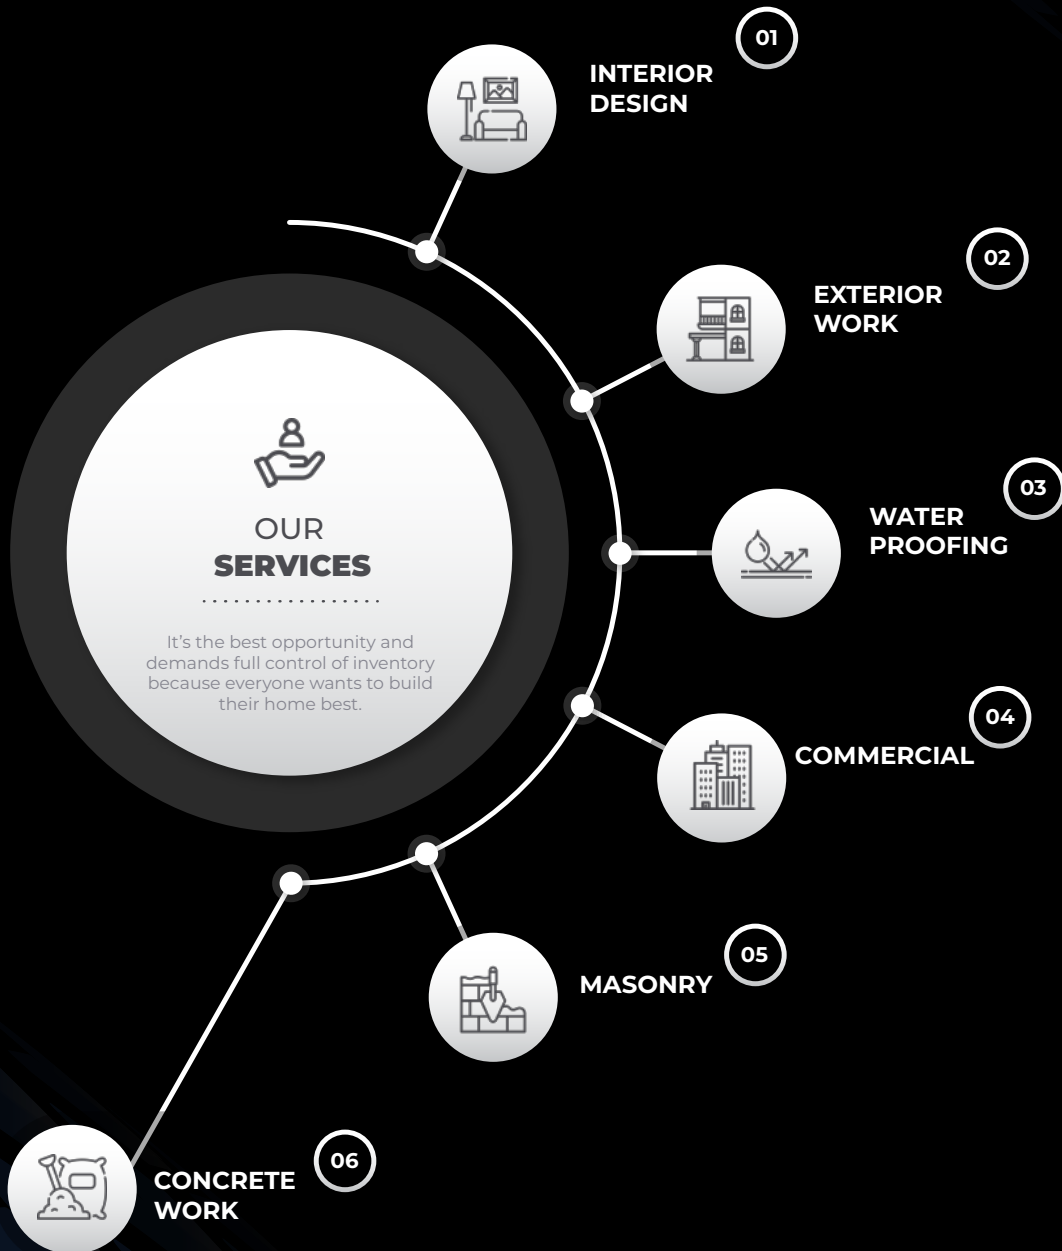 01
INTERIOR
DESIGN
02
EXTERIOR
WORK
03
WATER
PROOFING
OUR
SERVICES
It’s the best opportunity and
demands full control of inventory
because everyone wants to build
their home best.
04
COMMERCIAL
05
MASONRY
06
CONCRETE
WORK